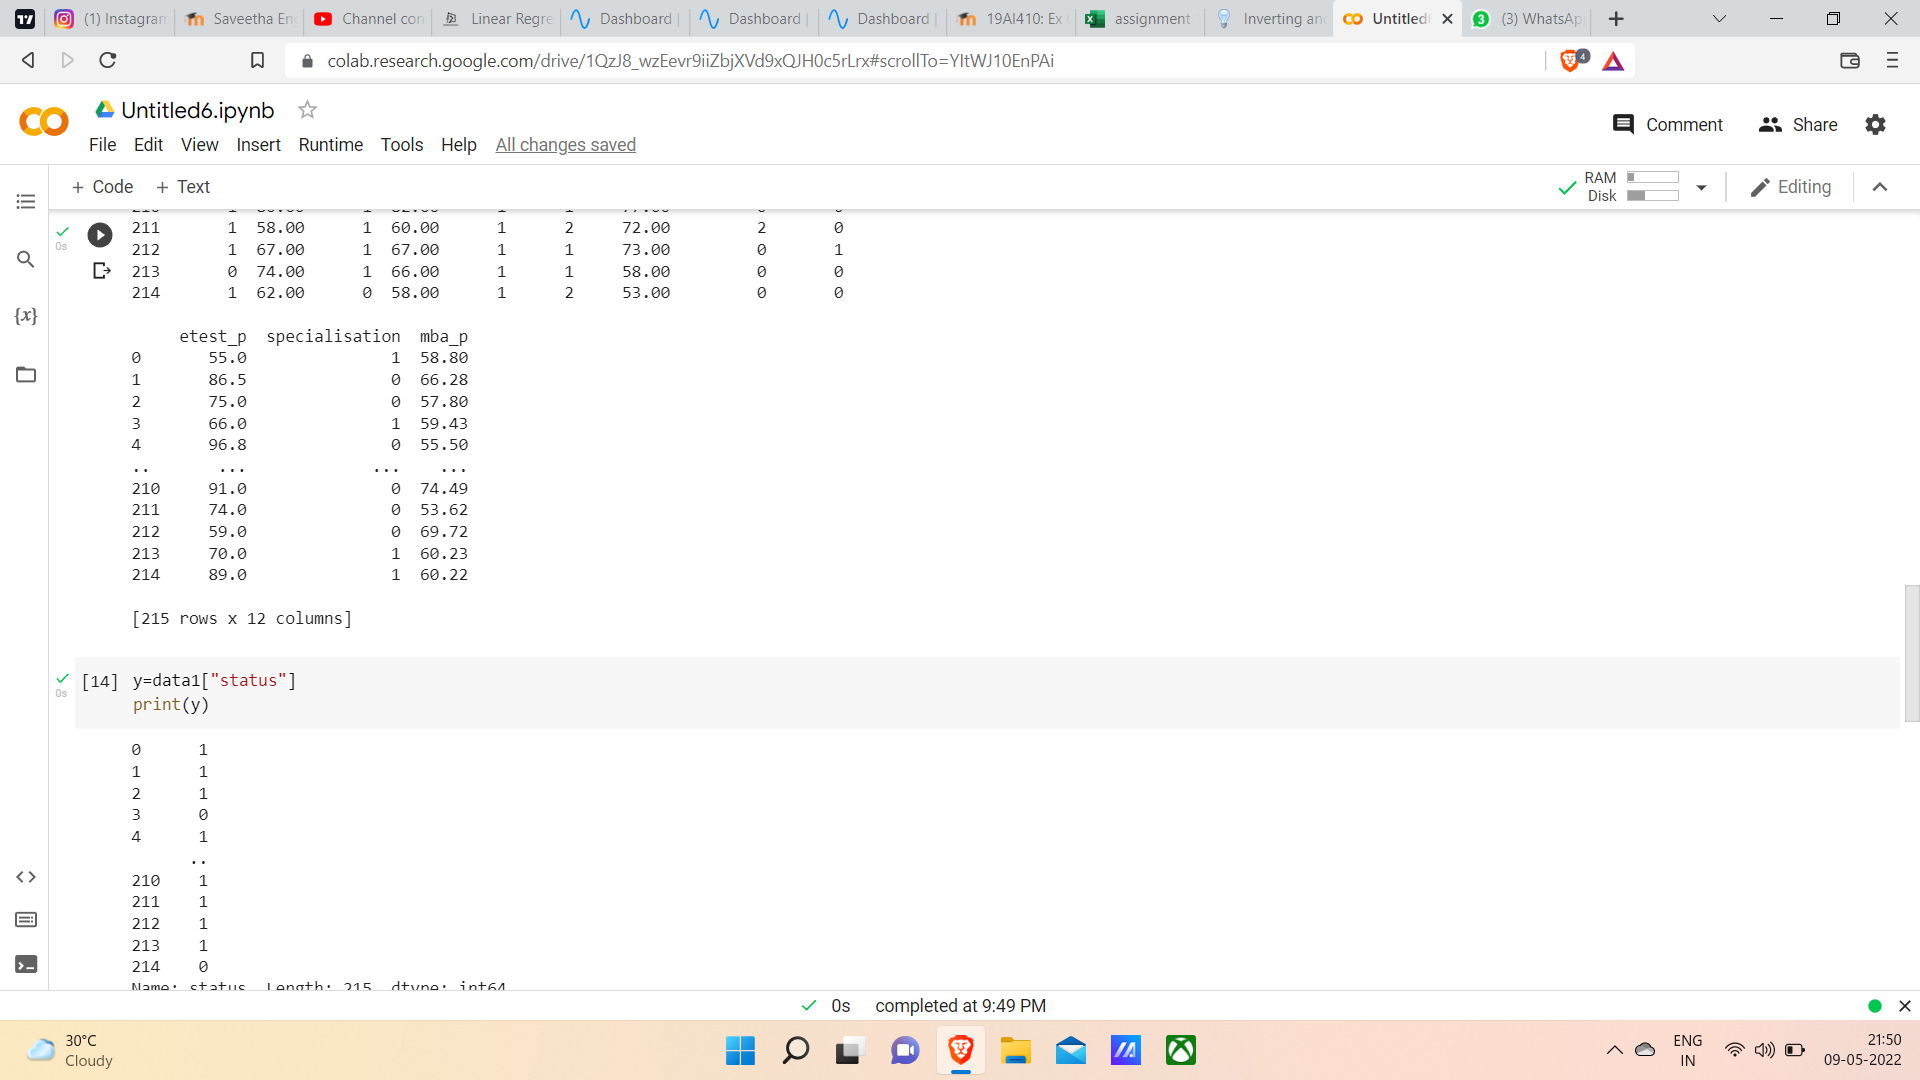 (1) Instagram
Saveetha En
Channel con
Linear Regre
Dashboard |
Dashboard |
Dashboard |
19AI410: Ex
assignment
Inverting an
Untitled6
(3) WhatsAp
colab.research.google.com/drive/1QzJ8_wzEevr9iiZbjXVd9xQJH0c5rLrx#scrollTo=YItWJ10EnPAi
4
Untitled6.ipynb
Comment
Share
File Edit View Insert Runtime Tools Help All changes saved
+ Code + Text
RAM
Disk
Editing
211 1 58.00 1 60.00 1 2 72.00 2 0
212 1 67.00 1 67.00 1 1 73.00 0 1
213 0 74.00 1 66.00 1 1 58.00 0 0
214 1 62.00 0 58.00 1 2 53.00 0 0
0s
{x}
etest_p specialisation mba_p
0 55.0 1 58.80
1 86.5 0 66.28
2 75.0 0 57.80
3 66.0 1 59.43
4 96.8 0 55.50
.. ... ... ...
210 91.0 0 74.49
211 74.0 0 53.62
212 59.0 0 69.72
213 70.0 1 60.23
214 89.0 1 60.22
[215 rows x 12 columns]
0s
[14] y=data1["status"]
print(y)
0 1
1 1
2 1
3 0
4 1
..
210 1
211 1
212 1
213 1
214 0
Name: status, Length: 215, dtype: int64
0s completed at 9:49 PM
30°C
Cloudy
ENG
IN
21:50
09-05-2022